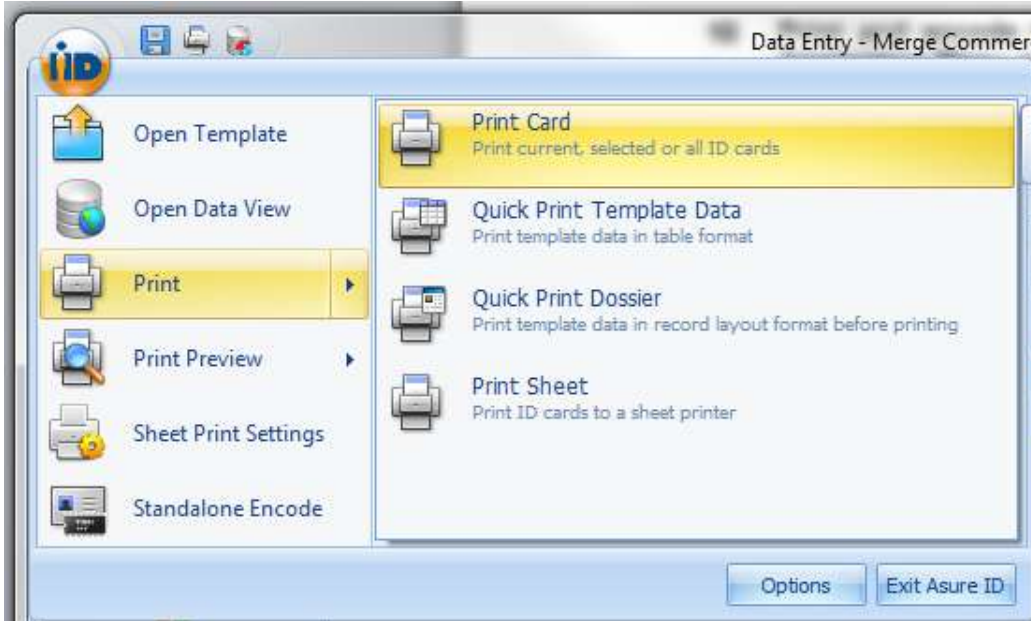 iID
Data Entry - Merge Commer
Open Template
Open Data View
Print
Print Preview
Sheet Print Settings
Standalone Encode
Print Card
Print current, selected or all ID cards
Quick Print Template Data
Print template data in table format
Quick Print Dossier
Print template data in record layout format before printing
Print Sheet
Print ID cards to a sheet printer
Options
Exit Asure ID